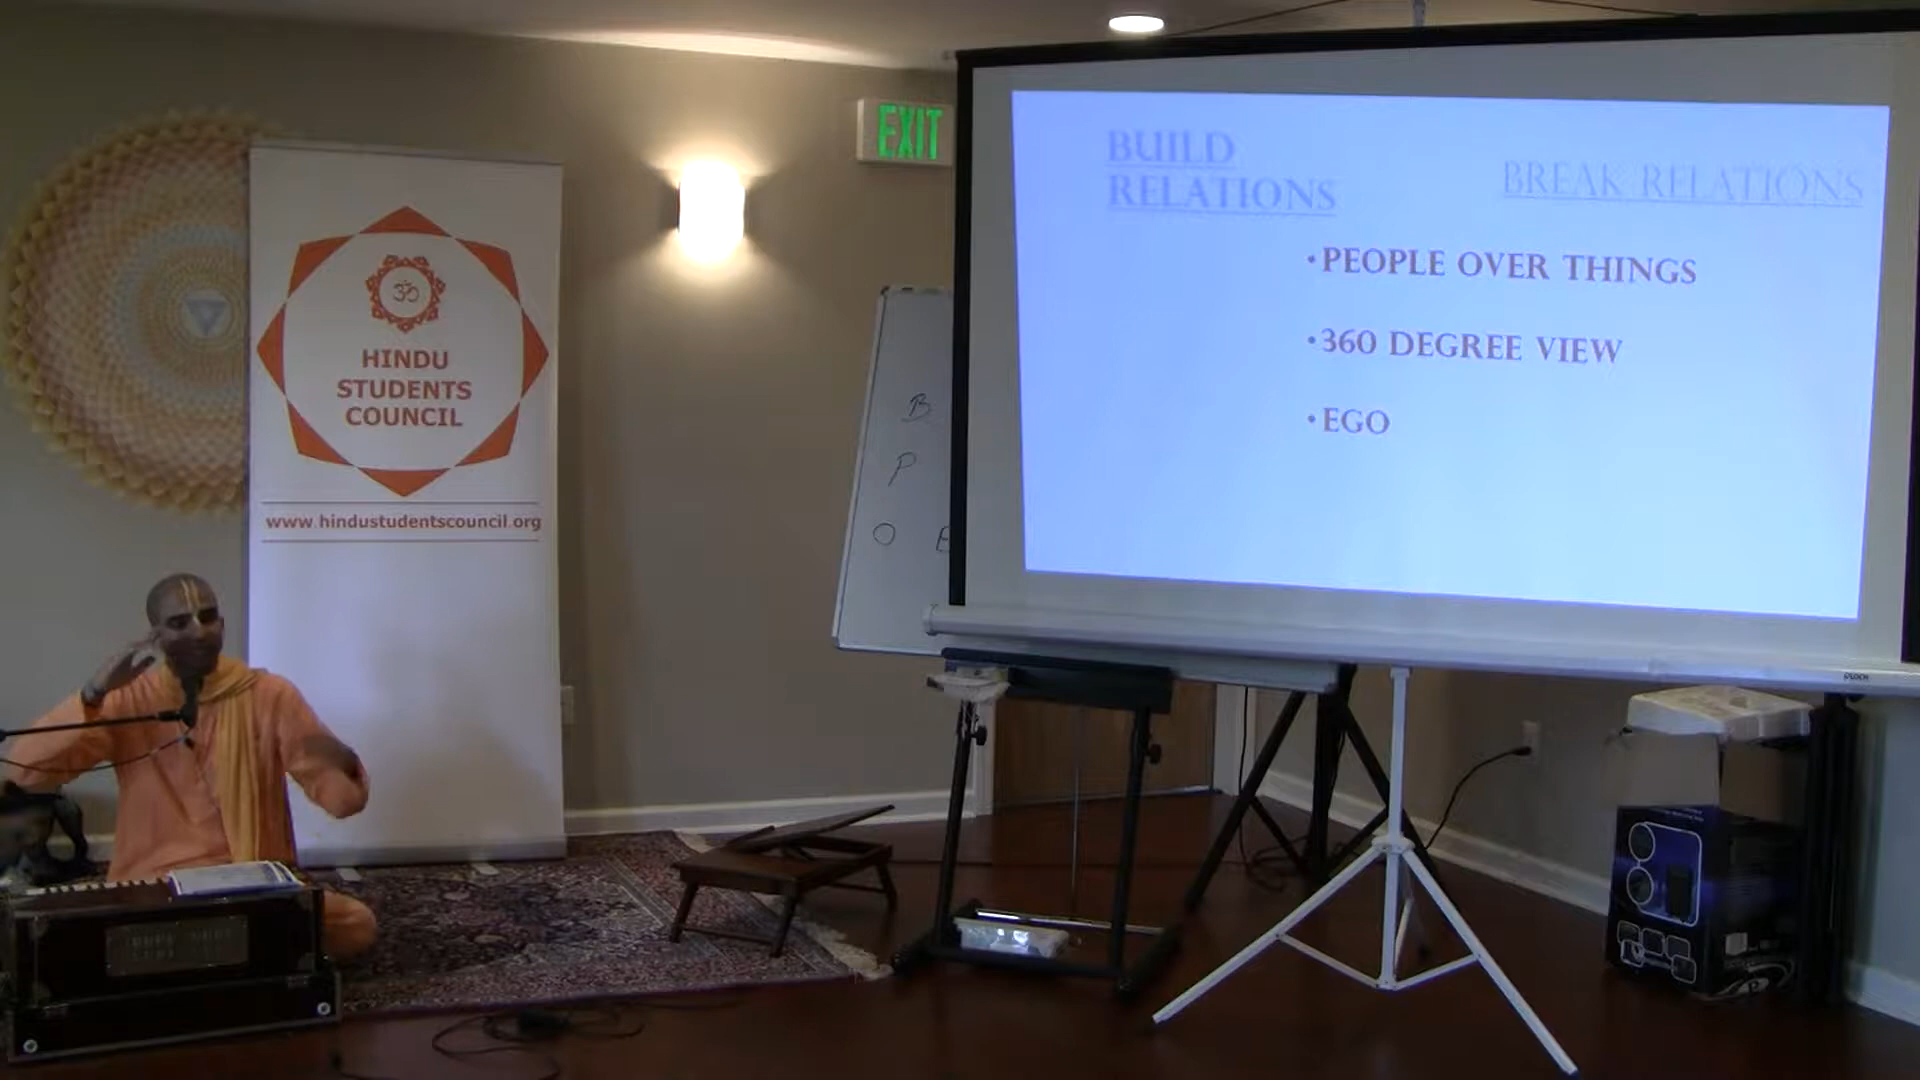 ॐ
HINDU
STUDENTS
COUNCIL
www.hindustudentscouncil.org
EXIT
B
P
O E
BUILD
RELATIONS
BREAK RELATIONS
•PEOPLE OVER THINGS
•360 DEGREE VIEW
•EGO